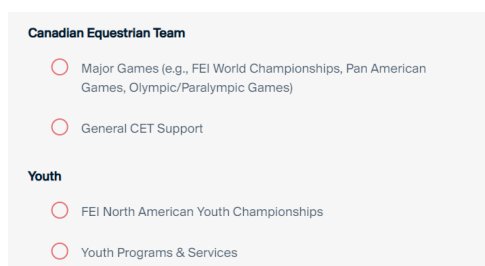 Canadian Equestrian Team
Major Games (e.g., FEI World Championships, Pan American
Games, Olympic/Paralympic Games)
General CET Support
Youth
FEI North American Youth Championships
Youth Programs & Services